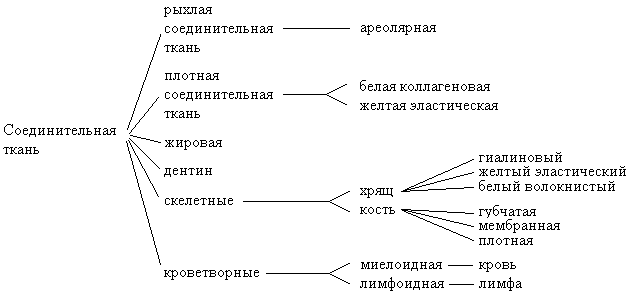 Соединительная
ткань
рыхлая
соединительная
ткань
ареолярная
плотная
соединительная
ткань
белая коллагеновая
желтая эластическая
жировая
дентин
скелетные
хрящ
гиалиновый
желтый эластический
белый волокнистый
кость
губчатая
мембранная
плотная
кроветворные
миелоидная
кровь
лимфоидная
лимфа